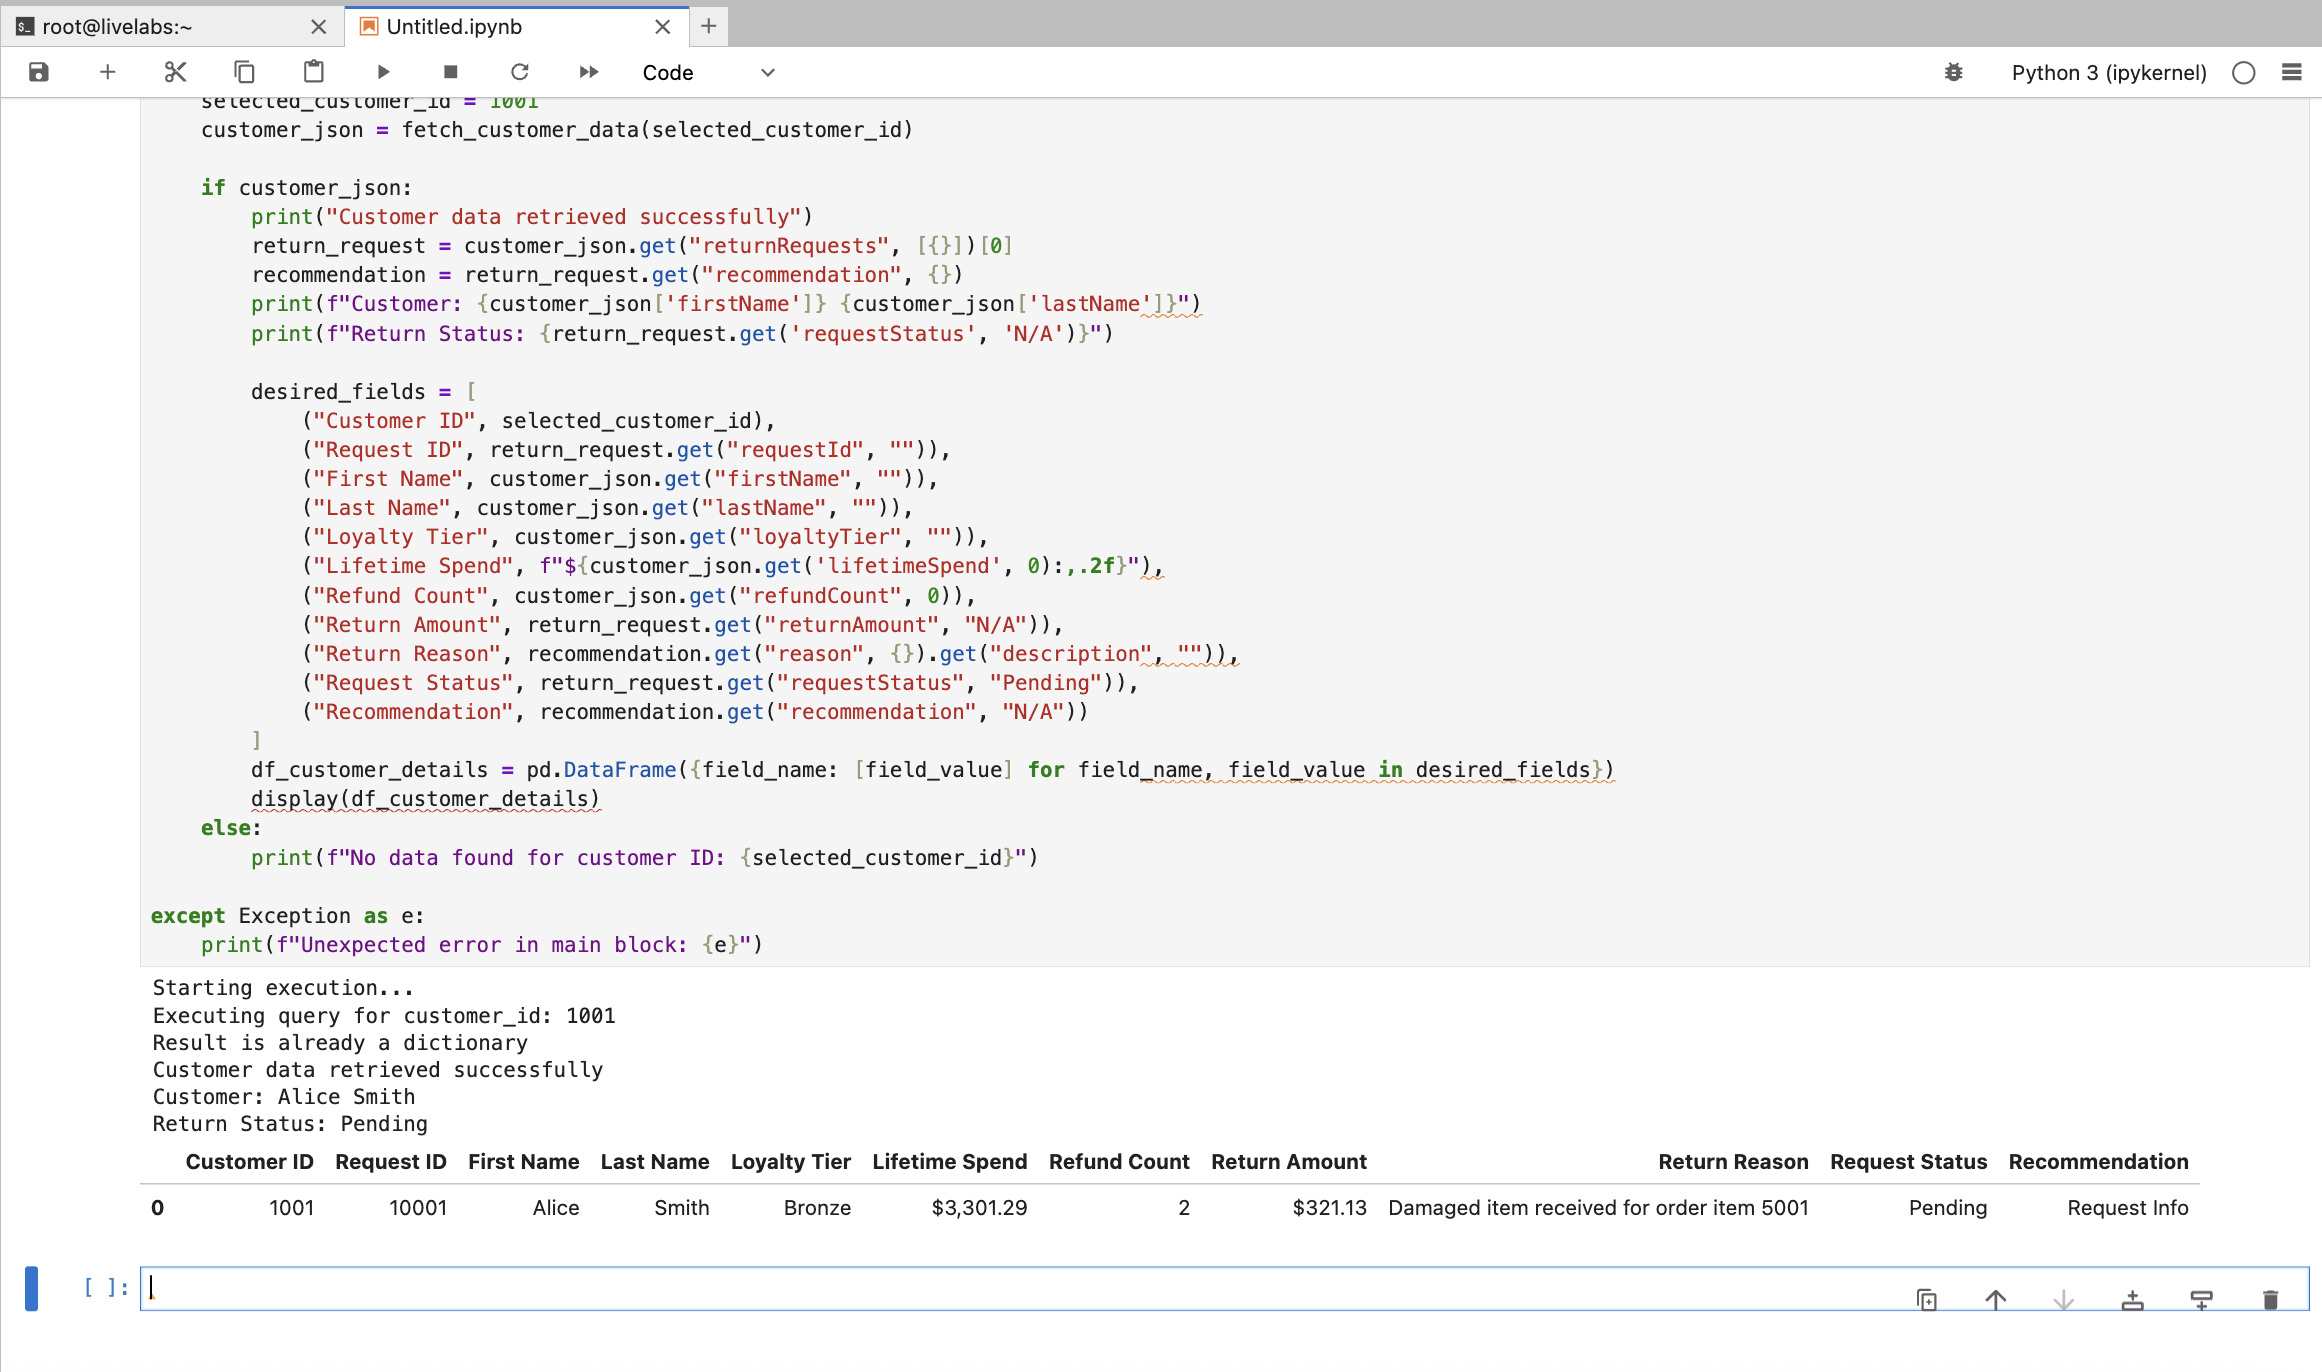 root@livelabs:~
Untitled.ipynb
Code
Python 3 (ipykernel)
selected_customer_id = 1001
customer_json = fetch_customer_data(selected_customer_id)
if customer_json:
print("Customer data retrieved successfully")
return_request = customer_json.get("returnRequests", [{}])[0]
recommendation = return_request.get("recommendation", {})
print(f"Customer: {customer_json['firstName']} {customer_json['lastName']}")
print(f"Return Status: {return_request.get('requestStatus', 'N/A')}")
desired_fields = [
("Customer ID", selected_customer_id),
("Request ID", return_request.get("requestId", "")),
("First Name", customer_json.get("firstName", "")),
("Last Name", customer_json.get("lastName", "")),
("Loyalty Tier", customer_json.get("loyaltyTier", "")),
("Lifetime Spend", f"${customer_json.get('lifetimeSpend', 0):,.2f}"),
("Refund Count", customer_json.get("refundCount", 0)),
("Return Amount", return_request.get("returnAmount", "N/A")),
("Return Reason", recommendation.get("reason", {}).get("description", "")),
("Request Status", return_request.get("requestStatus", "Pending")),
("Recommendation", recommendation.get("recommendation", "N/A"))
]
df_customer_details = pd.DataFrame({field_name: [field_value] for field_name, field_value in desired_fields})
display(df_customer_details)
else:
print(f"No data found for customer ID: {selected_customer_id}")
except Exception as e:
print(f"Unexpected error in main block: {e}")
Starting execution...
Executing query for customer_id: 1001
Result is already a dictionary
Customer data retrieved successfully
Customer: Alice Smith
Return Status: Pending
Customer ID Request ID First Name Last Name Loyalty Tier Lifetime Spend Refund Count Return Amount Return Reason Request Status Recommendation
0 1001 10001 Alice Smith Bronze $3,301.29 2 $321.13 Damaged item received for order item 5001 Pending Request Info
[ ]: